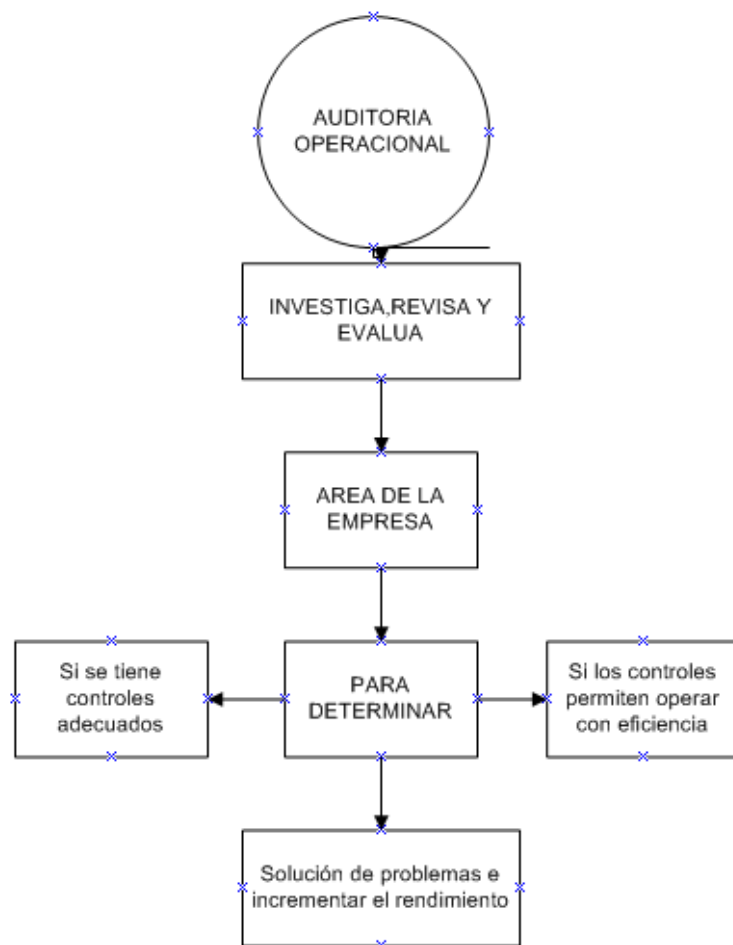 AUDITORIA
OPERACIONAL
INVESTIGA,REVISA Y
EVALUA
AREA DE LA
EMPRESA
Si se tiene
controles
adecuados
PARA
DETERMINAR
Si los controles
permiten operar
con eficiencia
Solución de problemas e
incrementar el rendimiento